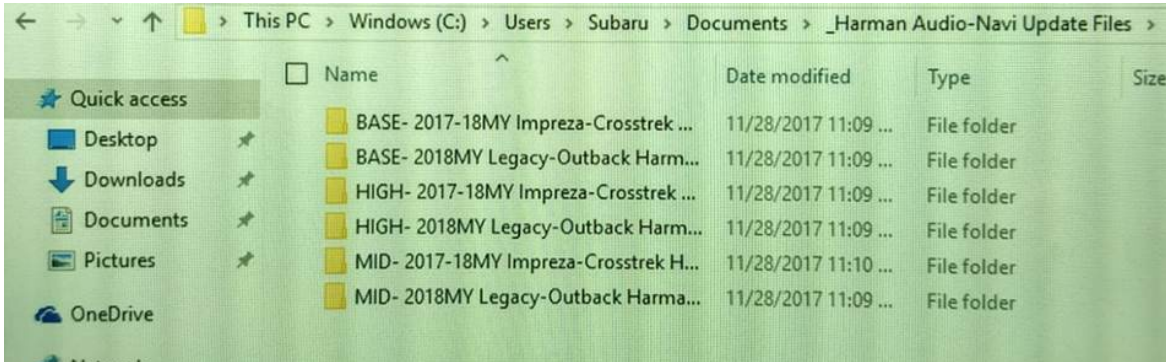 This PC > Windows (C:) > Users > Subaru > Documents > _Harman Audio-Navi Update Files >
Name Date modified Type Size
Quick access
Desktop
Downloads
Documents
Pictures
OneDrive
BASE- 2017-18MY Impreza-Crosstrek ... 11/28/2017 11:09 ... File folder
BASE- 2018MY Legacy-Outback Harm... 11/28/2017 11:09 ... File folder
HIGH- 2017-18MY Impreza-Crosstrek ... 11/28/2017 11:09 ... File folder
HIGH- 2018MY Legacy-Outback Harm... 11/28/2017 11:09 ... File folder
MID- 2017-18MY Impreza-Crosstrek H... 11/28/2017 11:10 ... File folder
MID- 2018MY Legacy-Outback Harma... 11/28/2017 11:09 ... File folder